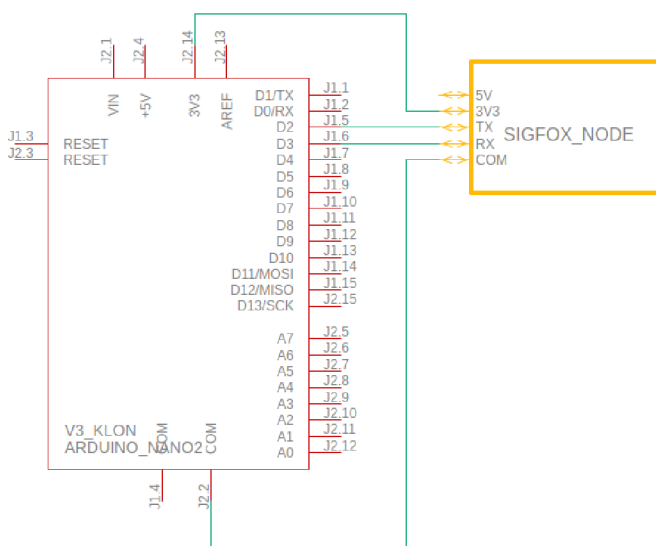 J2.1
J2.4
J2.14
J2.13
VIN
+5V
3V3
AREF
J1.3
RESET
J2.3
RESET
D1/TX
J1.1
D0/RX
J1.2
D2
J1.5
D3
J1.6
D4
J1.7
D5
J1.8
D6
J1.9
D7
J1.10
D8
J1.11
D9
J1.12
D10
J1.13
D11/MOSI
J1.14
D12/MISO
J1.15
D13/SCK
J2.15
A7
J2.5
A6
J2.6
A5
J2.7
A4
J2.8
A3
J2.9
A2
J2.10
A1
J2.11
A0
J2.12
V3_KLON
ARDUINO_NANO2
COM
COM
J1.4
J2.2
5V
3V3
TX
RX
COM
SIGFOX_NODE